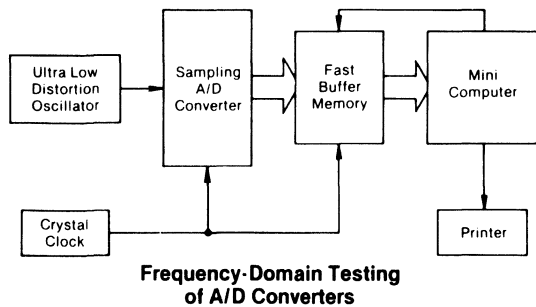 Ultra Low
Distortion
Oscillator
Sampling
A/D
Converter
Fast
Buffer
Memory
Mini
Computer
Crystal
Clock
Printer
Frequency-Domain Testing
of A/D Converters